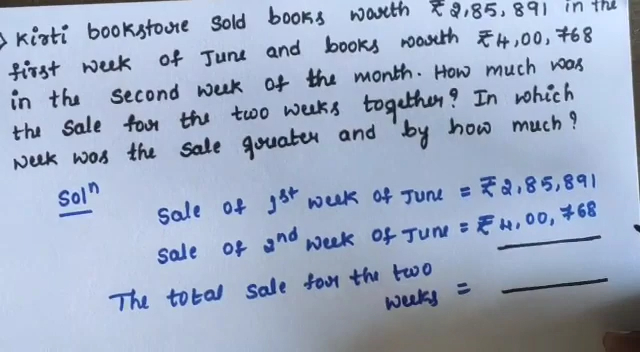 Kirti bookstore sold books worth ₹2,85,891 in the
first week of June and books worth ₹4,00,768
in the second week of the month. How much was
the sale for the two weeks together? In which
week was the sale greater and by how much?
Solⁿ
Sale of 1st week of June = ₹2,85,891
Sale of 2nd week of June = ₹4,00,768
The total sale for the two
weeks =